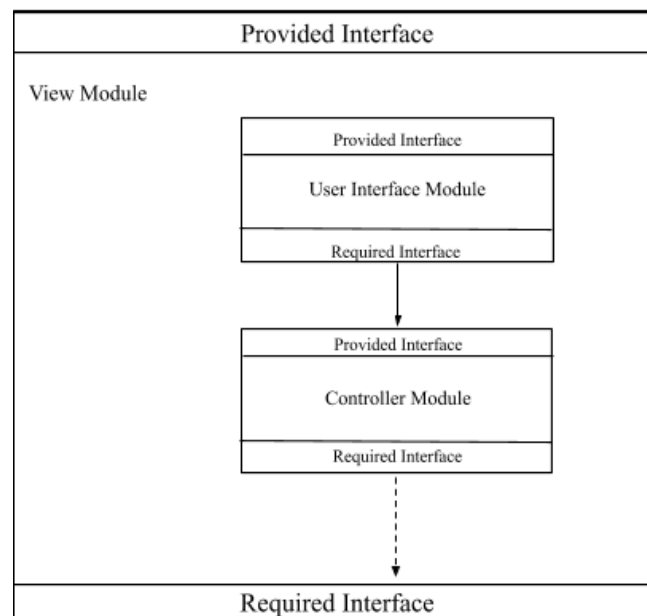 Provided Interface
View Module
Provided Interface
User Interface Module
Required Interface
Provided Interface
Controller Module
Required Interface
Required Interface